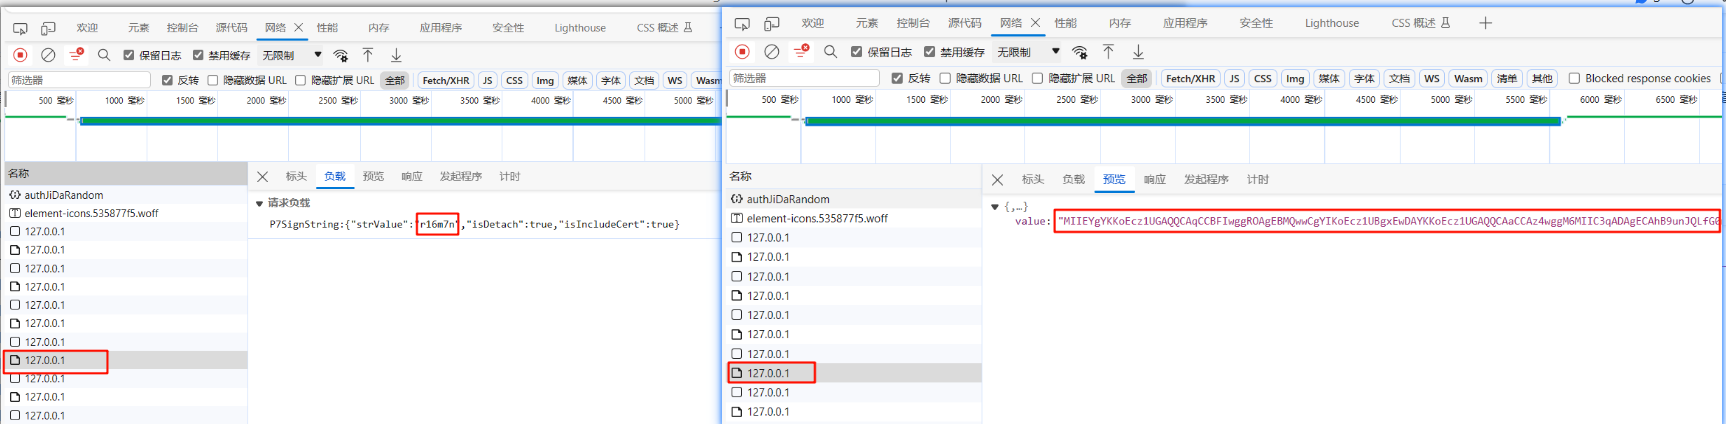 欢迎 元素 控制台 源代码 网络 性能 内存 应用程序 安全性 Lighthouse CSS 概述
保留日志 禁用缓存 无限制
筛选器 反转 隐藏数据 URL 隐藏扩展 URL 全部 Fetch/XHR JS CSS Img 媒体 字体 文档 WS Wasm
500 毫秒 1000 毫秒 1500 毫秒 2000 毫秒 2500 毫秒 3000 毫秒 3500 毫秒 4000 毫秒 4500 毫秒 5000 毫秒
名称
标头 负载 预览 响应 发起程序 计时
authJiDaRandom
element-icons.535877f5.woff
127.0.0.1
127.0.0.1
127.0.0.1
127.0.0.1
127.0.0.1
127.0.0.1
127.0.0.1
127.0.0.1
127.0.0.1
127.0.0.1
127.0.0.1
请求负载
P7SignString:{"strValue":"r16m7n","isDetach":true,"isIncludeCert":true}
欢迎 元素 控制台 源代码 网络 性能 内存 应用程序 安全性 Lighthouse CSS 概述
保留日志 禁用缓存 无限制
筛选器 反转 隐藏数据 URL 隐藏扩展 URL 全部 Fetch/XHR JS CSS Img 媒体 字体 文档 WS Wasm 清单 其他 Blocked response cookies
500 毫秒 1000 毫秒 1500 毫秒 2000 毫秒 2500 毫秒 3000 毫秒 3500 毫秒 4000 毫秒 4500 毫秒 5000 毫秒 5500 毫秒 6000 毫秒 6500 毫秒
名称
标头 负载 预览 响应 发起程序 计时
authJiDaRandom
element-icons.535877f5.woff
127.0.0.1
127.0.0.1
127.0.0.1
127.0.0.1
127.0.0.1
127.0.0.1
127.0.0.1
127.0.0.1
127.0.0.1
127.0.0.1
{,…}
value: "MIIEYgYKKoEcz1UGAQQCAqCCBFIwggROAgEBMQwwCgYIKoEcz1UBgxEwDAYKKoEcz1UGAQQCAaCCAz4wggM6MIIC3qADAgECAhB9unJQLfG0